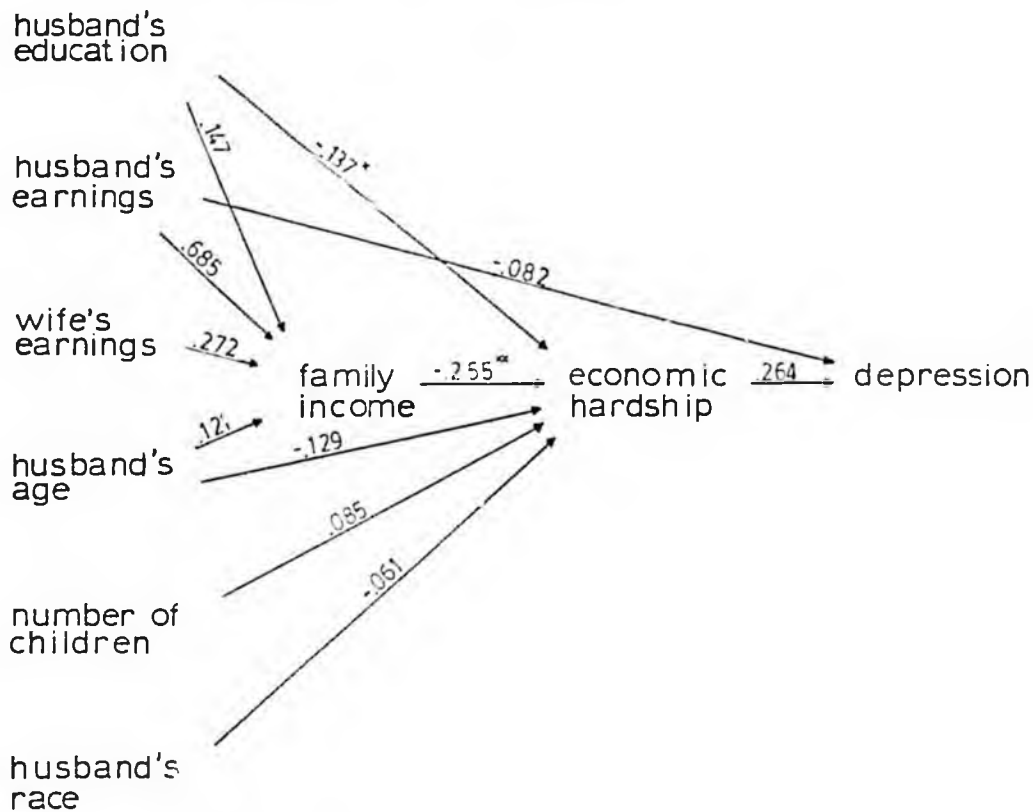 husband's
education
.147
-.137*
husband's
earnings
.685
-.082
wife's
earnings
.272
family
income
-.255
economic
hardship
.264
depression
husband's
age
-.129
.085
number of
children
-.061
husband's
race